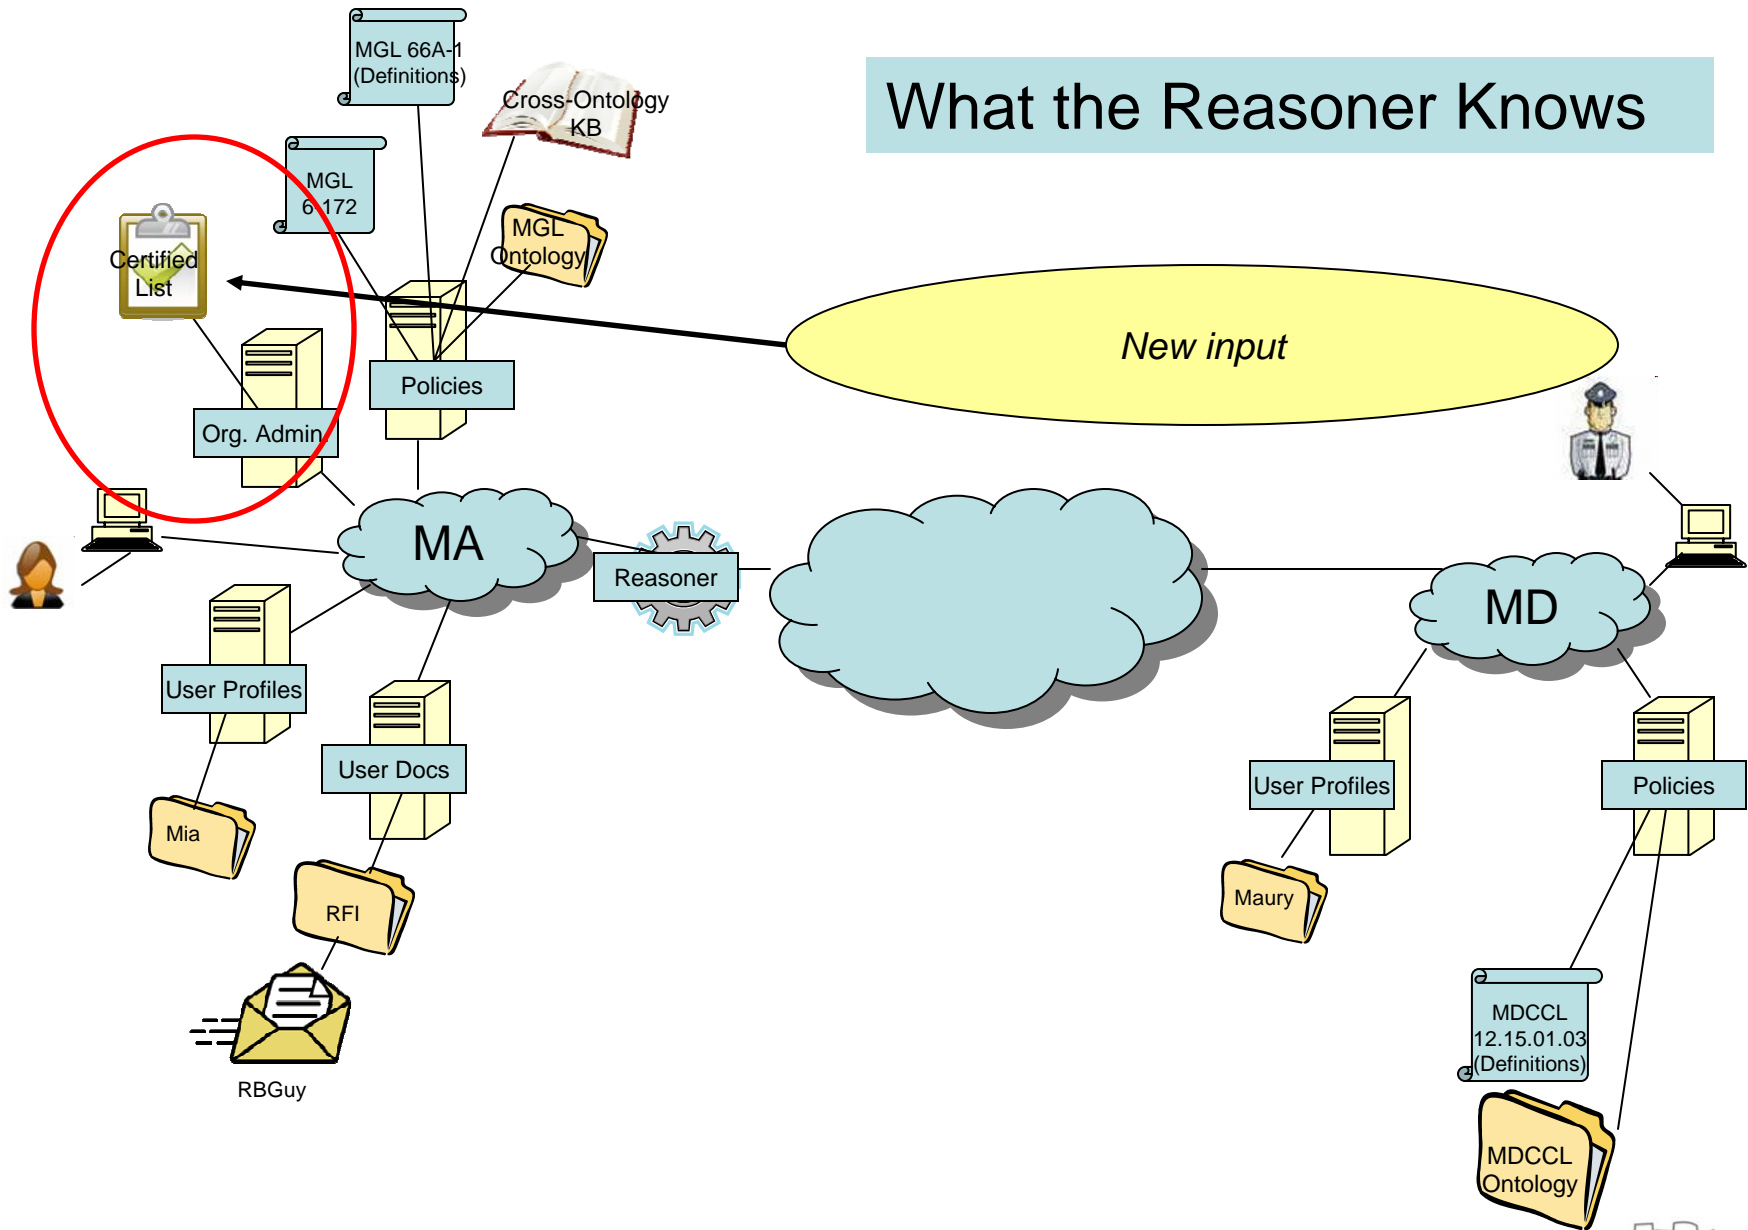 What the Reasoner Knows
MGL 66A-1
(Definitions)
Cross-Ontology
KB
MGL
6-172
MGL
Ontology
Certified
List
New input
Policies
Org. Admin.
MA
Reasoner
MD
User Profiles
User Docs
User Profiles
Policies
Mia
RFI
Maury
RBGuy
MDCCL
12.15.01.03
(Definitions)
MDCCL
Ontology